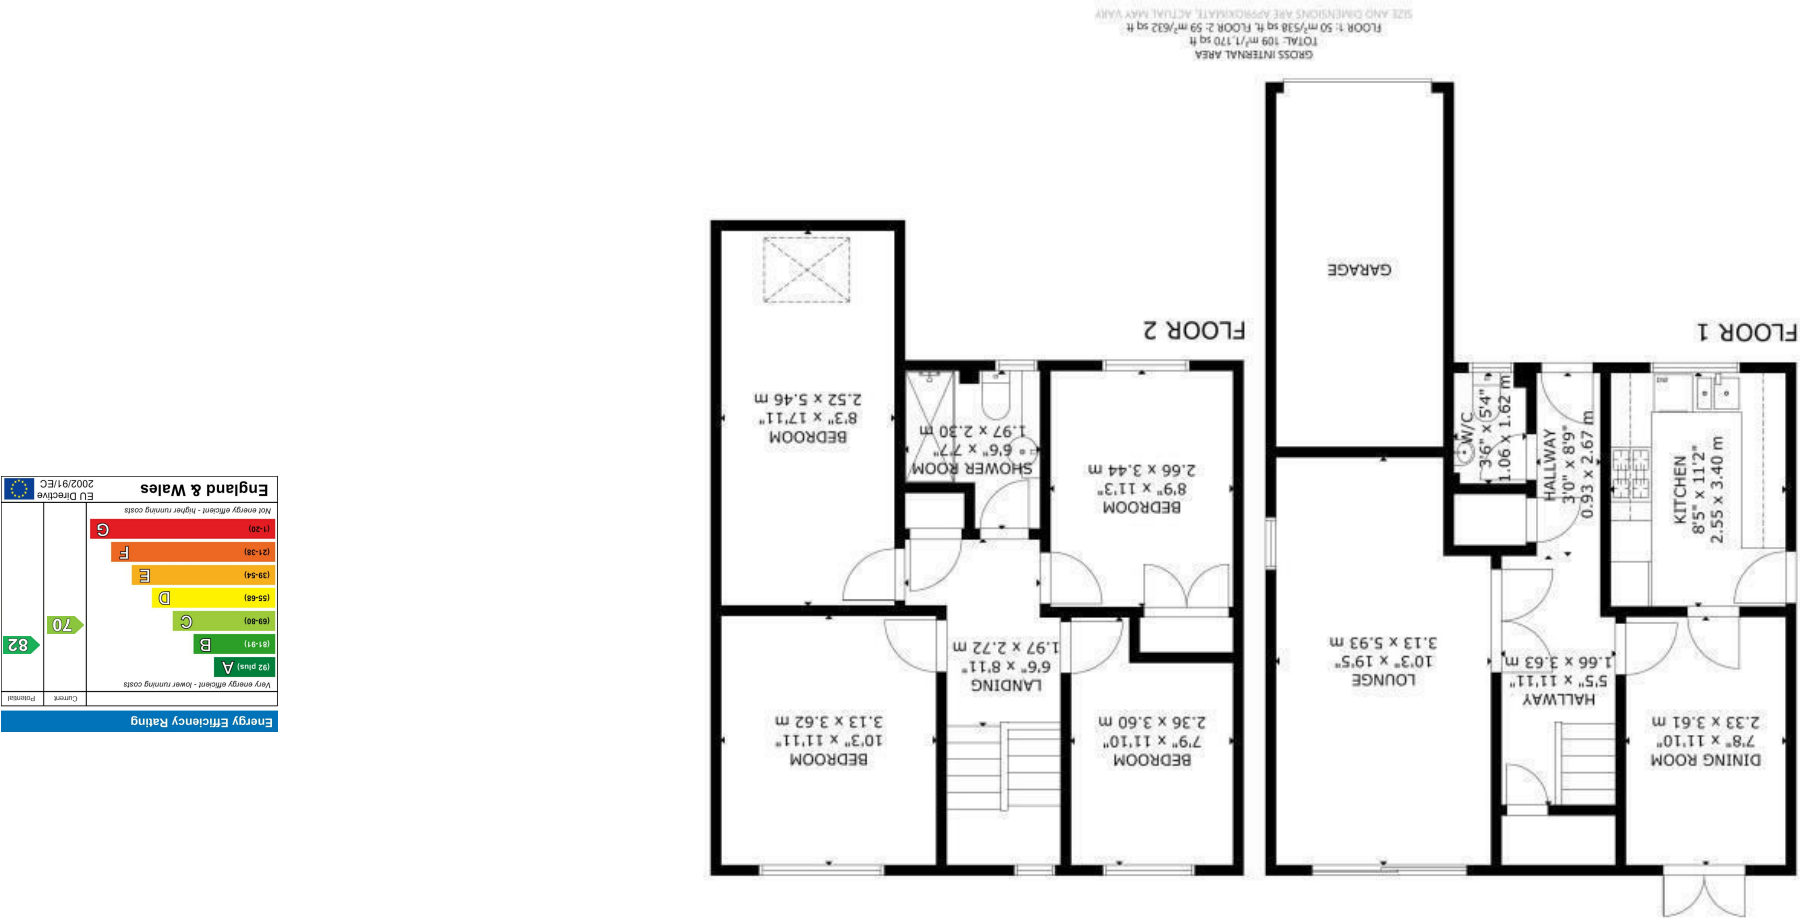 DINING ROOM
7'8" x 11'10"
2.33 x 3.61 m
HALLWAY
5'5" x 11'11"
1.66 x 3.63 m
LOUNGE
10'3" x 19'5"
3.13 x 5.93 m
KITCHEN
8'5" x 11'2"
2.55 x 3.40 m
HALLWAY
3'0" x 8'9"
0.93 x 2.67 m
W/C
3'6" x 5'4"
1.06 x 1.62 m
GARAGE
FLOOR 1
BEDROOM
7'9" x 11'10"
2.36 x 3.60 m
LANDING
6'6" x 8'11"
1.97 x 2.72 m
BEDROOM
10'3" x 11'11"
3.13 x 3.62 m
BEDROOM
8'9" x 11'3"
2.66 x 3.44 m
SHOWER ROOM
6'6" x 7'7"
1.97 x 2.30 m
BEDROOM
8'3" x 17'11"
2.52 x 5.46 m
FLOOR 2
GROSS INTERNAL AREA
TOTAL: 109 m²/1,170 sq ft
FLOOR 1: 50 m²/538 sq ft, FLOOR 2: 59 m²/632 sq ft
SIZE AND DIMENSIONS ARE APPROXIMATE, ACTUAL MAY VARY
Energy Efficiency Rating
Current Potential
Very energy efficient - lower running costs
(92 plus) A
(81-91) B
82
(69-80) C
70
(55-68) D
(39-54) E
(21-38) F
(1-20) G
Not energy efficient - higher running costs
England & Wales
EU Directive
2002/91/EC